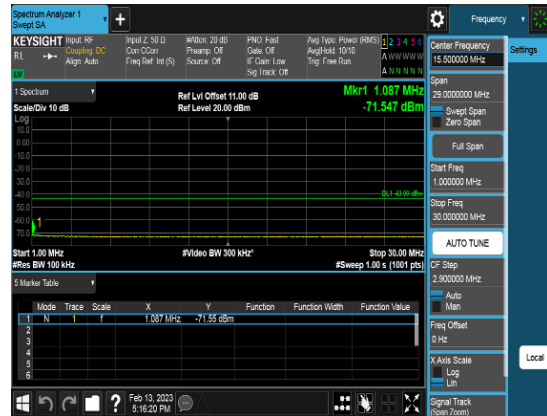 Spectrum Analyzer 1
Swept SA
+
Frequency
KEYSIGHT Input: RF Input Z: 50 Ω #Atten: 20 dB PNO: Fast Avg Type: Power (RMS) 1 2 3 4 5 6
RL Coupling: DC Corr CCorr Preamp: Off Gate: Off Avg|Hold: 10/10 A W W W W W
Align: Auto Freq Ref: Int (S) Source: Off IF Gain: Low Trig: Free Run
Sig Track: Off A N N N N N
1 Spectrum
Ref Lvl Offset 11.00 dB Mkr1 1.087 MHz
Scale/Div 10 dB Ref Level 20.00 dBm -71.547 dBm
Log
10.0
0.00
-10.0
-20.0
-30.0
-40.0
DL1 -43.00 dBm
-50.0
-60.0
1
-70.0
Start 1.00 MHz #Video BW 300 kHz* Stop 30.00 MHz
#Res BW 100 kHz #Sweep 1.00 s (1001 pts)
5 Marker Table
Mode Trace Scale X Y Function Function Width Function Value
1 N 1 f 1.087 MHz -71.55 dBm
2
3
4
5
6
Feb 13, 2023
5:16:20 PM
Center Frequency
15.500000 MHz
Settings
Span
29.0000000 MHz
Swept Span
Zero Span
Full Span
Start Freq
1.000000 MHz
Stop Freq
30.000000 MHz
AUTO TUNE
CF Step
2.900000 MHz
Auto
Man
Freq Offset
0 Hz
X Axis Scale
Log
Lin
Local
Signal Track
(Span Zoom)